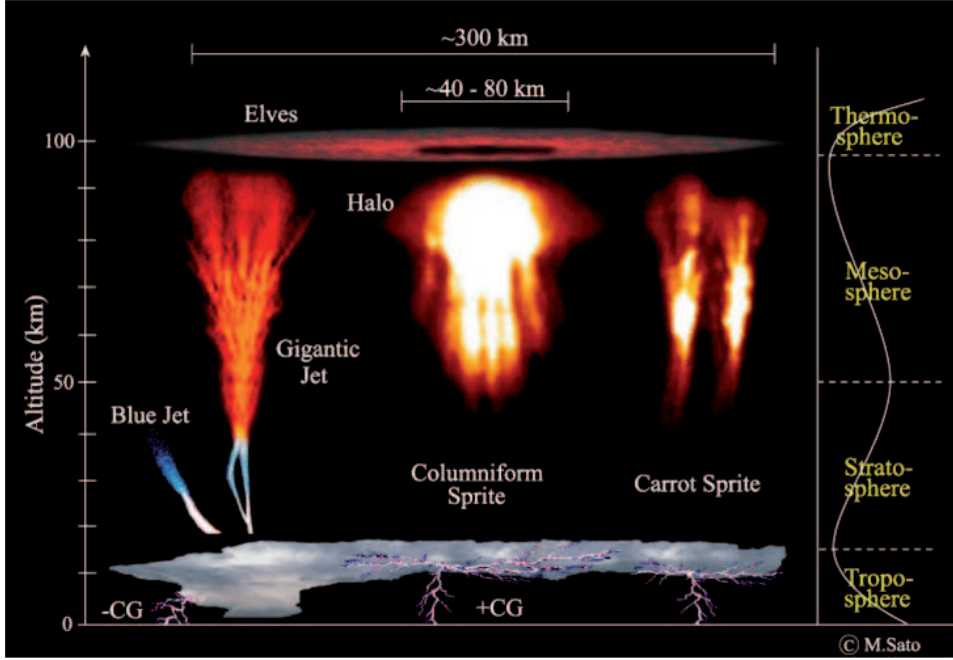 ~300 km
~40 - 80 km
Elves
Thermo-
sphere
100
Halo
Meso-
sphere
Altitude (km)
Gigantic
Jet
50
Blue Jet
Columniform
Sprite
Carrot Sprite
Strato-
sphere
Tropo-
sphere
-CG
+CG
0
© M.Sato